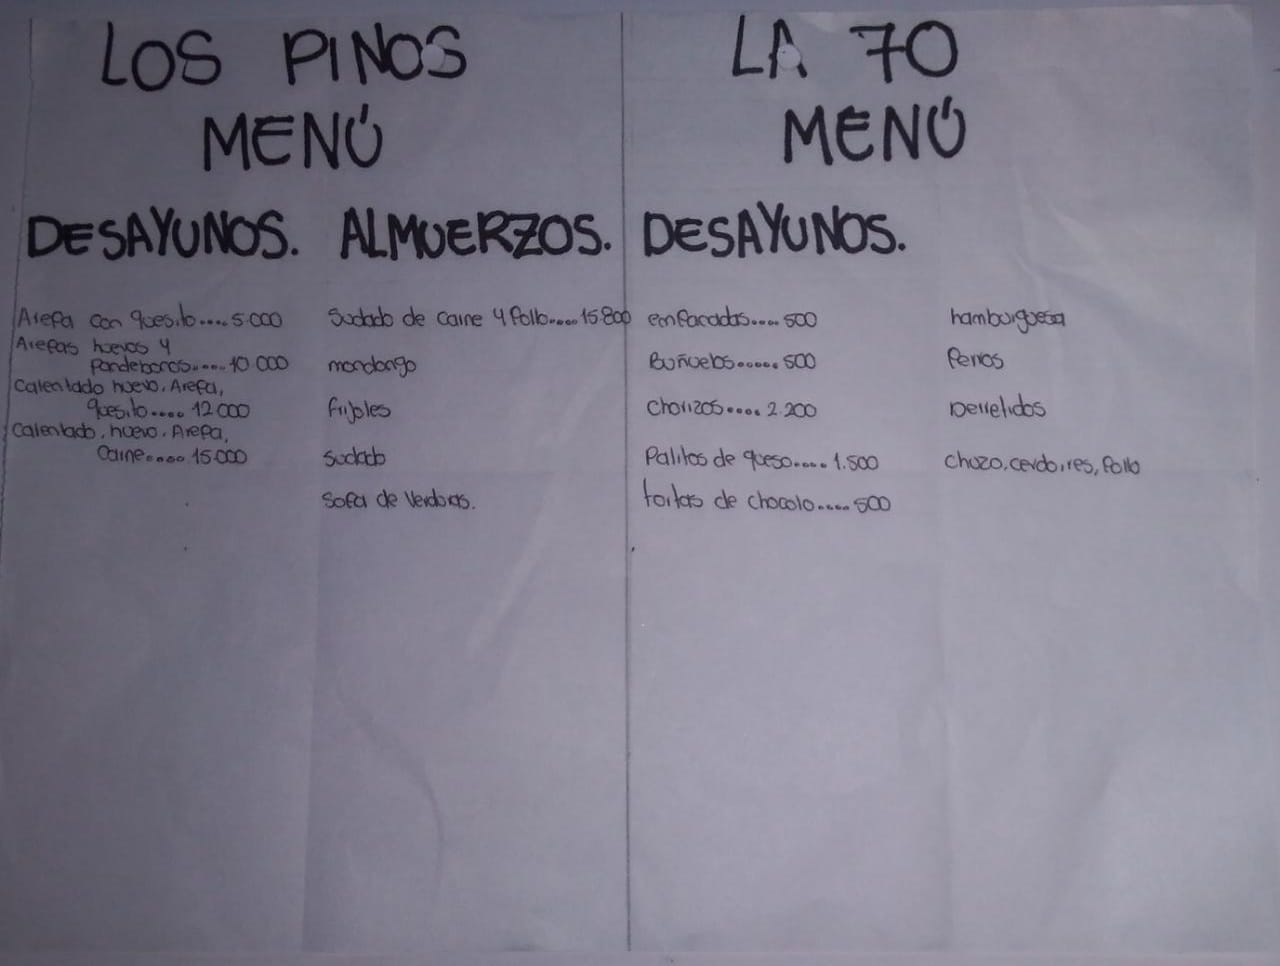 LOS PINOS
MENÚ
DESAYUNOS.
Arepa con quesito....5.000
Arepas huevos y
pandebonos......10 000
Calentado huevo, Arepa,
quesito.... 12.000
Calentado, huevo, Arepa,
Carne.... 15.000
ALMUERZOS.
Sudado de carne y pollo....15.800
mondongo
frijoles
Sudado
Sopa de Verduras.
LA 70
MENÚ
DESAYUNOS.
empanadas.... 500
Buñuelos...... 500
Chorizos.... 2.200
Palitos de queso..... 1.500
tortas de chocolo..... 500
hamburguesa
Perros
Derretidos
chuzo, cerdo, res, pollo